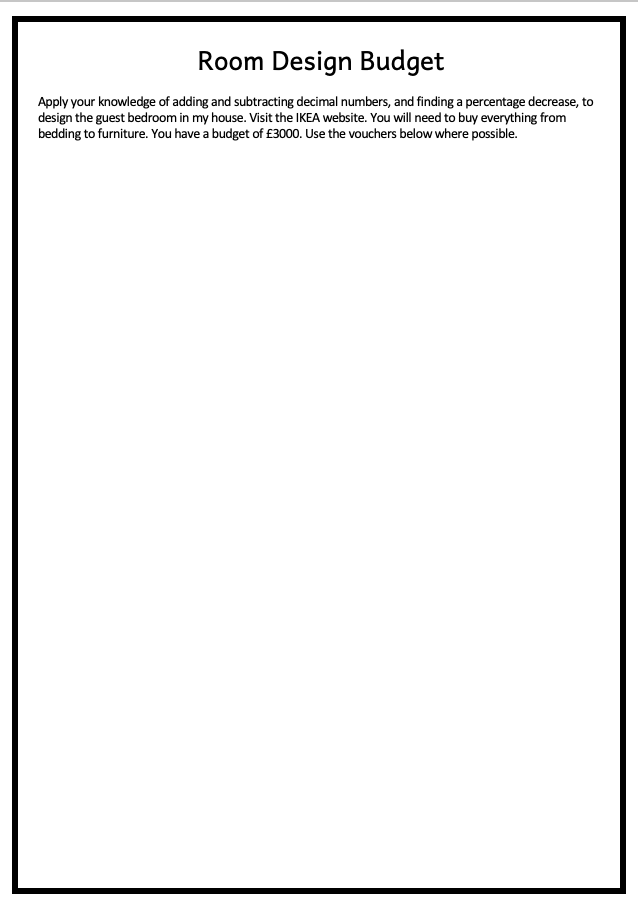 Room Design Budget
Apply your knowledge of adding and subtracting decimal numbers, and finding a percentage decrease, to
design the guest bedroom in my house. Visit the IKEA website. You will need to buy everything from
bedding to furniture. You have a budget of £3000. Use the vouchers below where possible.